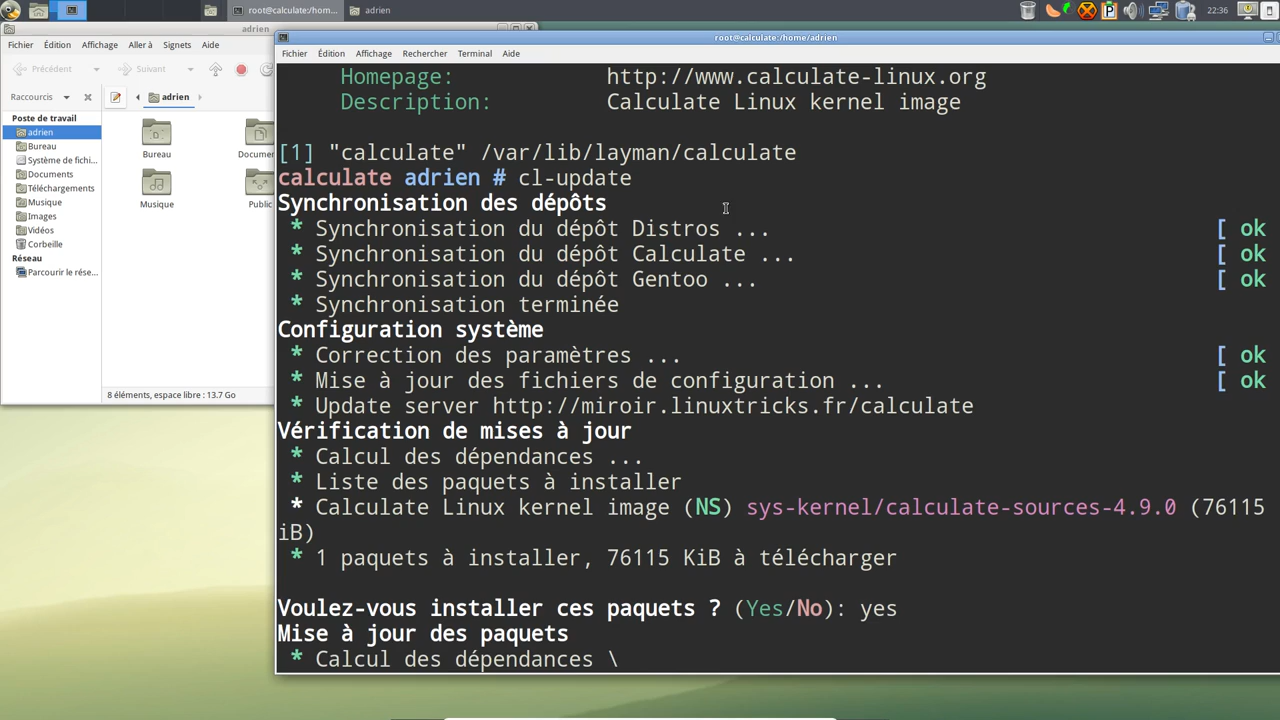 root@calculate:/hom...
adrien
22:36
adrien
Fichier Édition Affichage Aller à Signets Aide
Précédent Suivant
Raccourcis
adrien
Poste de travail
adrien
Bureau
Système de fichi...
Documents
Téléchargements
Musique
Images
Vidéos
Corbeille
Réseau
Parcourir le rése...
Bureau
Docum
Musique
Public
8 éléments, espace libre : 13.7 Go
root@calculate:/home/adrien
Fichier Édition Affichage Rechercher Terminal Aide
Homepage: http://www.calculate-linux.org
Description: Calculate Linux kernel image
[1] "calculate" /var/lib/layman/calculate
calculate adrien # cl-update
Synchronisation des dépôts
* Synchronisation du dépôt Distros ... [ ok
* Synchronisation du dépôt Calculate ... [ ok
* Synchronisation du dépôt Gentoo ... [ ok
* Synchronisation terminée
Configuration système
* Correction des paramètres ... [ ok
* Mise à jour des fichiers de configuration ... [ ok
* Update server http://miroir.linuxtricks.fr/calculate
Vérification de mises à jour
* Calcul des dépendances ...
* Liste des paquets à installer
* Calculate Linux kernel image (NS) sys-kernel/calculate-sources-4.9.0 (76115
iB)
* 1 paquets à installer, 76115 KiB à télécharger
Voulez-vous installer ces paquets ? (Yes/No): yes
Mise à jour des paquets
* Calcul des dépendances \